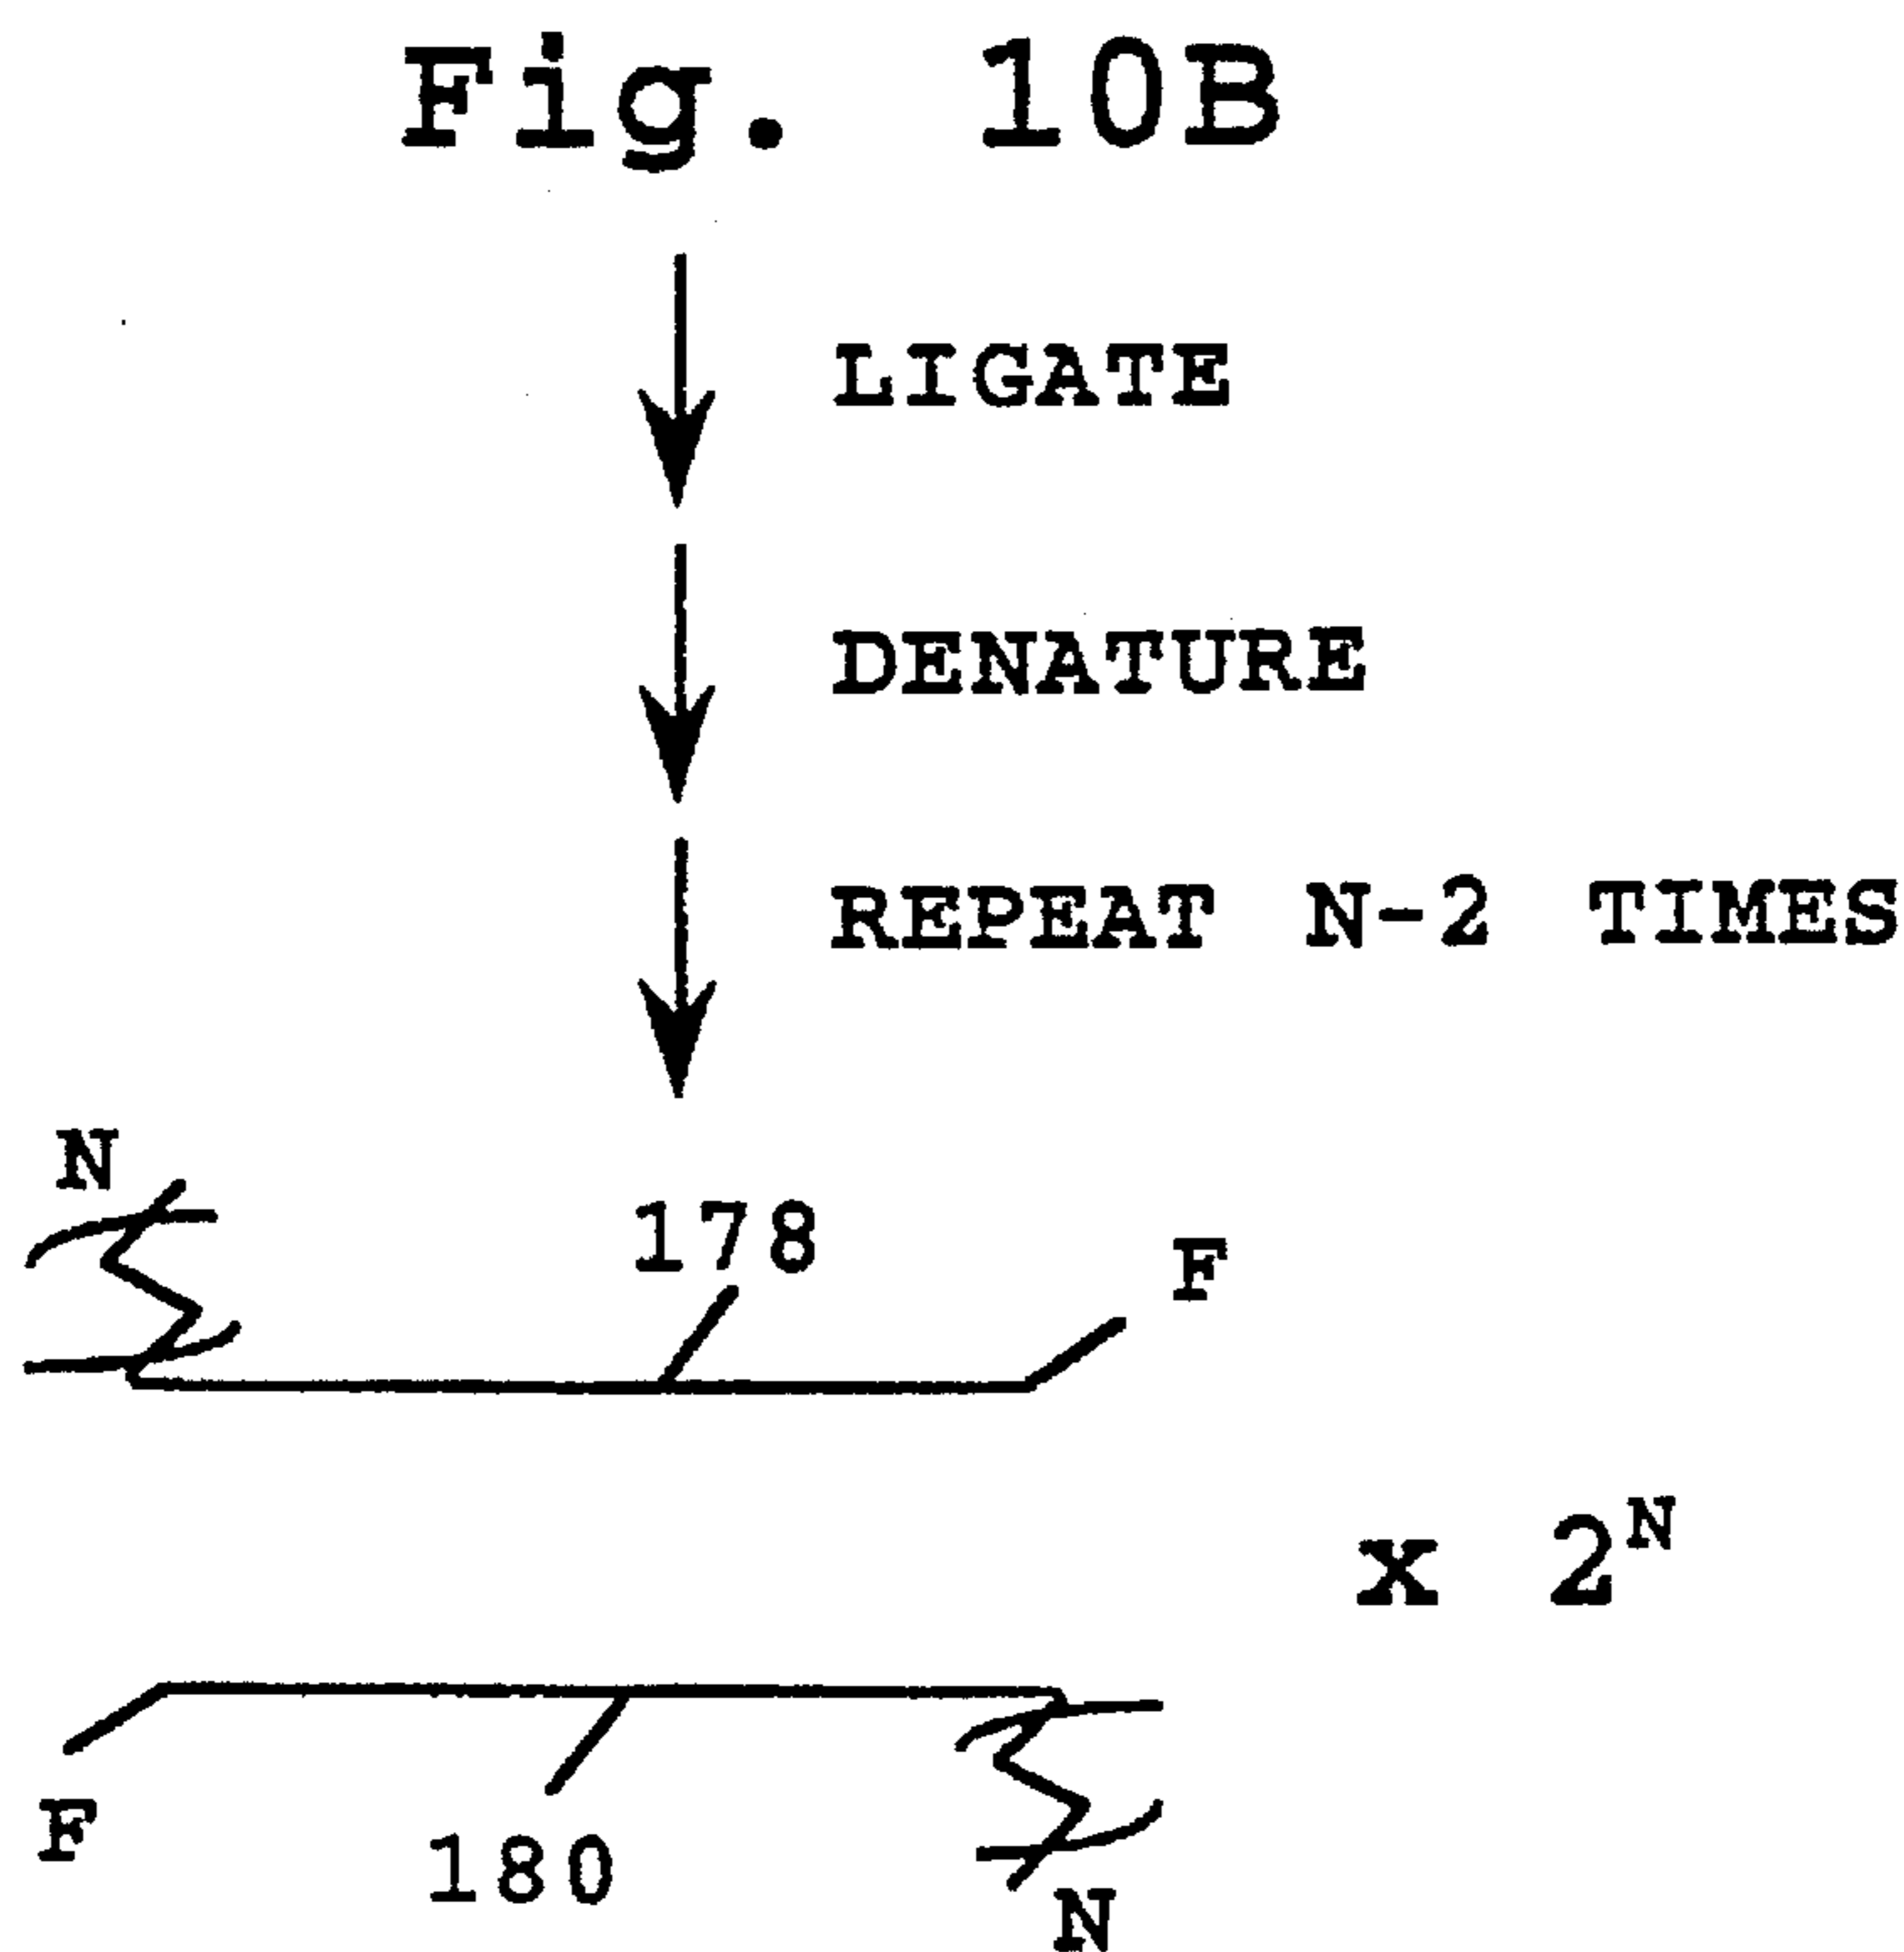 Fig. 10B
LIGATE
DENATURE
REPEAT N-2 TIMES
N
178
F
x 2^N
F
180
N